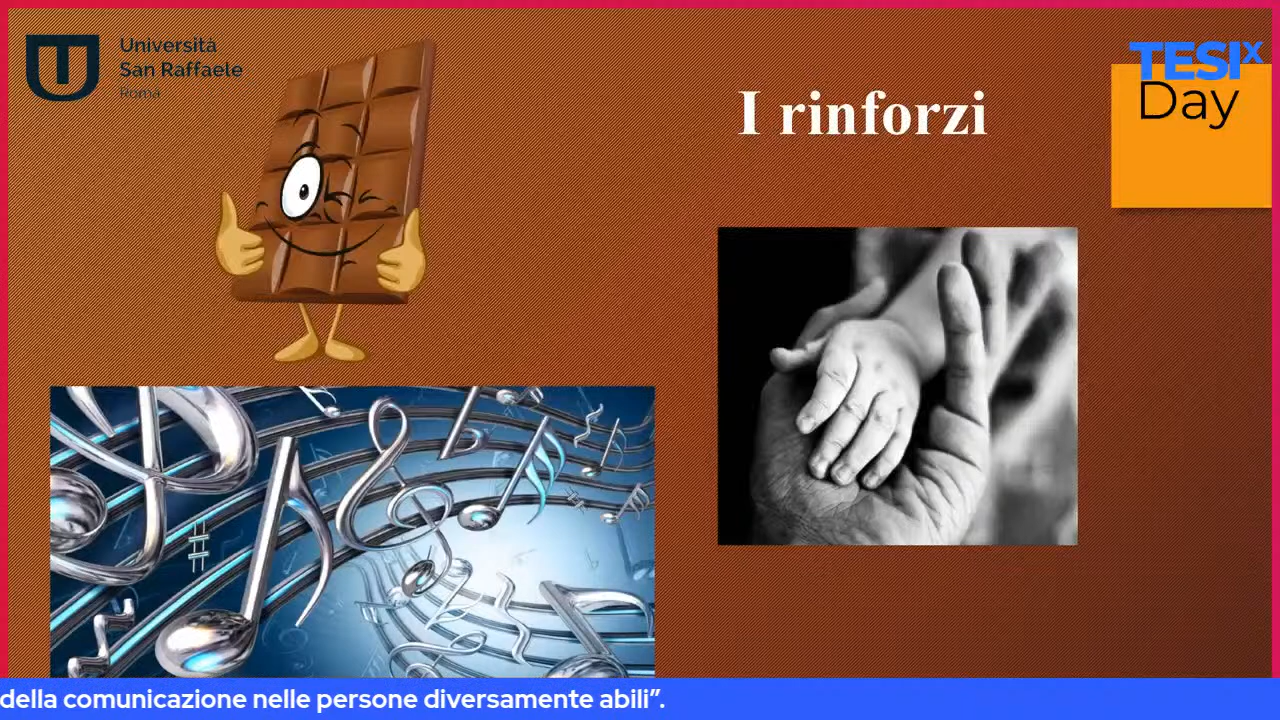 Università
San Raffaele
Roma
I rinforzi
TESIx
Day
della comunicazione nelle persone diversamente abili”.